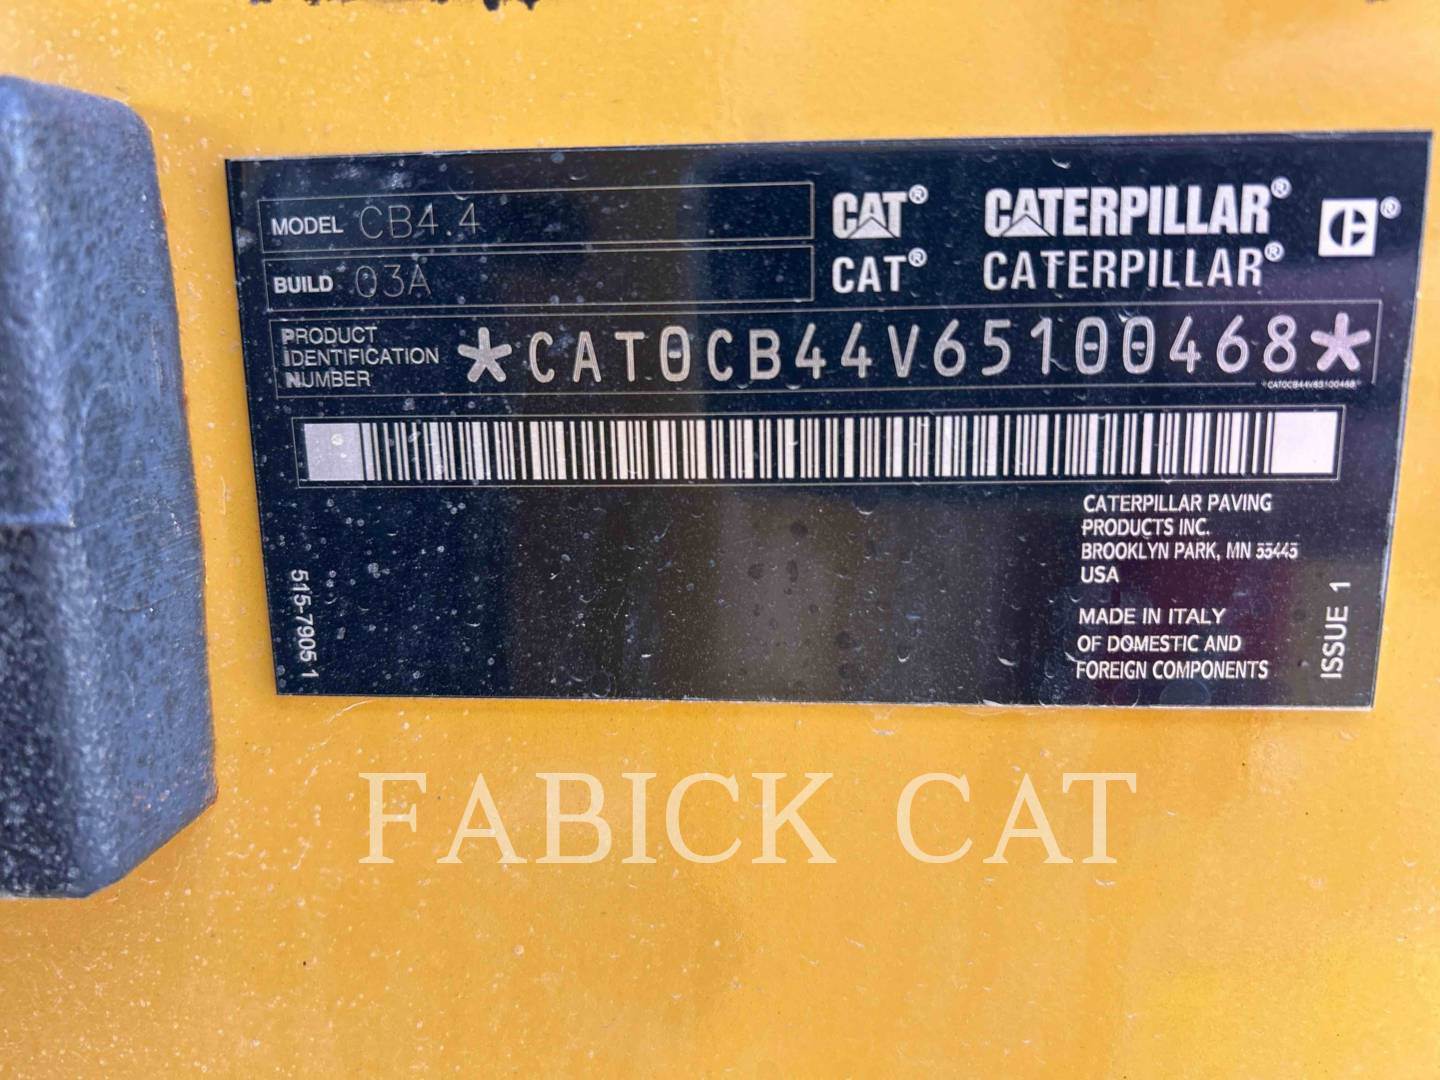 MODEL CB4.4
BUILD 03A
CAT® CATERPILLAR® ®
CAT® CATERPILLAR®
PRODUCT
IDENTIFICATION
NUMBER
*CAT0CB44V65100468*
*CAT0CB44V65100468*
CATERPILLAR PAVING
PRODUCTS INC.
BROOKLYN PARK, MN 55445
USA
MADE IN ITALY
OF DOMESTIC AND
FOREIGN COMPONENTS
515-7905 1
ISSUE 1
FABICK CAT